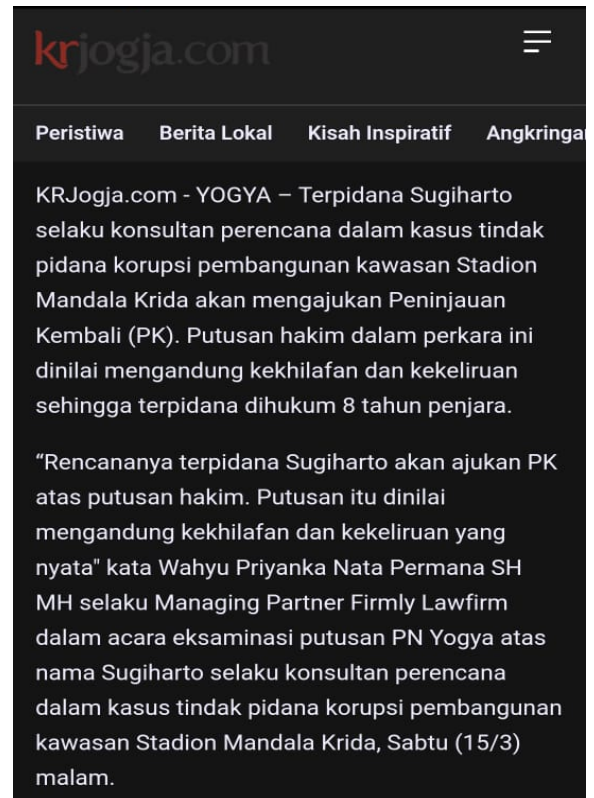 krjogja.com
Peristiwa Berita Lokal Kisah Inspiratif Angkringa
KRJogja.com - YOGYA – Terpidana Sugiharto
selaku konsultan perencana dalam kasus tindak
pidana korupsi pembangunan kawasan Stadion
Mandala Krida akan mengajukan Peninjauan
Kembali (PK). Putusan hakim dalam perkara ini
dinilai mengandung kekhilafan dan kekeliruan
sehingga terpidana dihukum 8 tahun penjara.
“Rencananya terpidana Sugiharto akan ajukan PK
atas putusan hakim. Putusan itu dinilai
mengandung kekhilafan dan kekeliruan yang
nyata" kata Wahyu Priyanka Nata Permana SH
MH selaku Managing Partner Firmly Lawfirm
dalam acara eksaminasi putusan PN Yogya atas
nama Sugiharto selaku konsultan perencana
dalam kasus tindak pidana korupsi pembangunan
kawasan Stadion Mandala Krida, Sabtu (15/3)
malam.